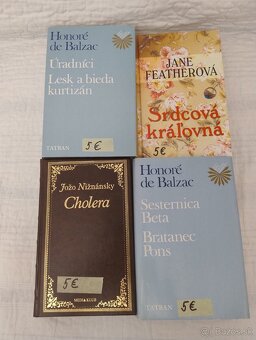 Honoré
de Balzac
Úradníci
Lesk a bieda
kurtizán
TATRAN
5€
JANE
FEATHEROVÁ
Srdcová
kráľovná
5€
Jožo Nižnánsky
Cholera
5€
MEDIA KLUB
Honoré
de Balzac
Sesternica
Beta
Bratanec
Pons
TATRAN
5€